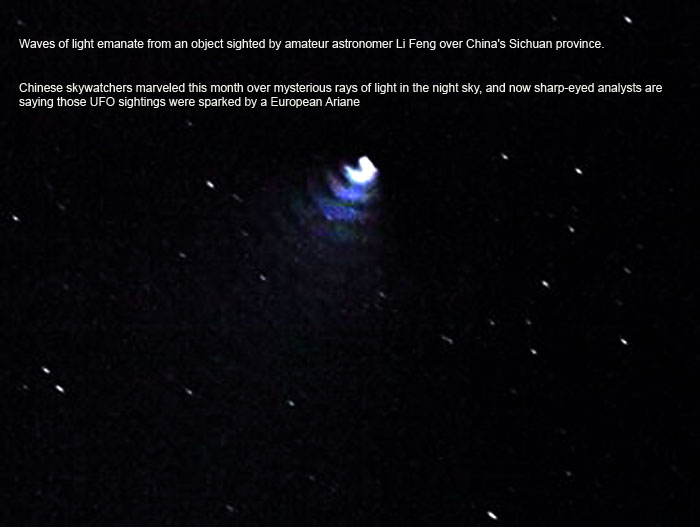 Waves of light emanate from an object sighted by amateur astronomer Li Feng over China's Sichuan province.
Chinese skywatchers marveled this month over mysterious rays of light in the night sky, and now sharp-eyed analysts are
saying those UFO sightings were sparked by a European Ariane